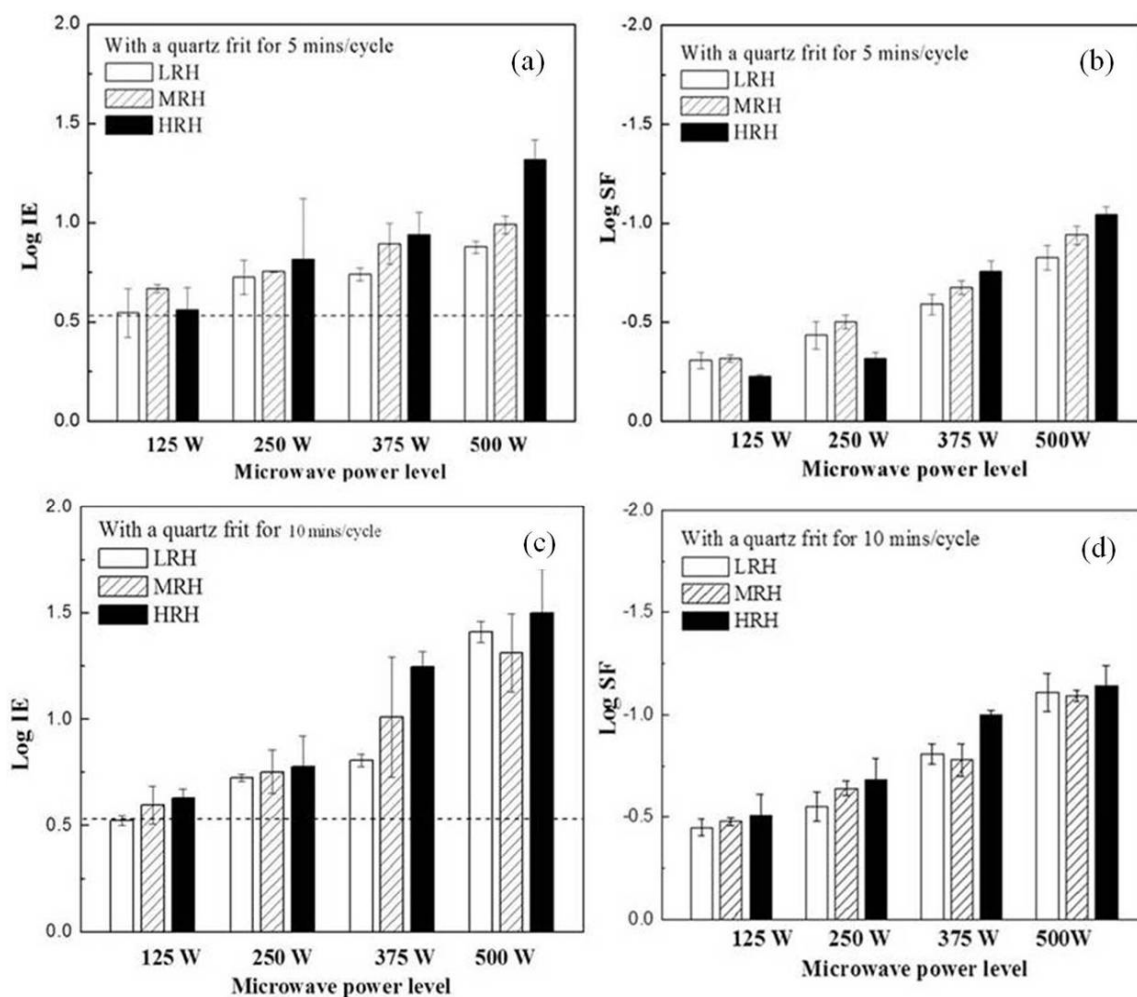 2.0
1.5
1.0
0.5
0.0
Log IE
With a quartz frit for 5 mins/cycle
(a)
LRH
MRH
HRH
125 W 250 W 375 W 500 W
Microwave power level
-2.0
-1.5
-1.0
-0.5
0.0
Log SF
With a quartz frit for 5 mins/cycle
(b)
LRH
MRH
HRH
125 W 250 W 375 W 500W
Microwave power level
2.0
1.5
1.0
0.5
0.0
Log IE
With a quartz frit for 10 mins/cycle
(c)
LRH
MRH
HRH
125 W 250 W 375 W 500 W
Microwave power level
-2.0
-1.5
-1.0
-0.5
0.0
Log SF
With a quartz frit for 10 mins/cycle
(d)
LRH
MRH
HRH
125 W 250 W 375 W 500W
Microwave power level